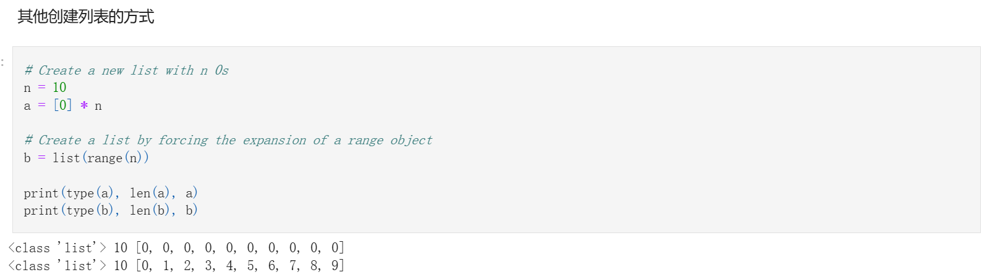 其他创建列表的方式
:
# Create a new list with n 0s
n = 10
a = [0] * n
# Create a list by forcing the expansion of a range object
b = list(range(n))
print(type(a), len(a), a)
print(type(b), len(b), b)
<class 'list'> 10 [0, 0, 0, 0, 0, 0, 0, 0, 0, 0]
<class 'list'> 10 [0, 1, 2, 3, 4, 5, 6, 7, 8, 9]